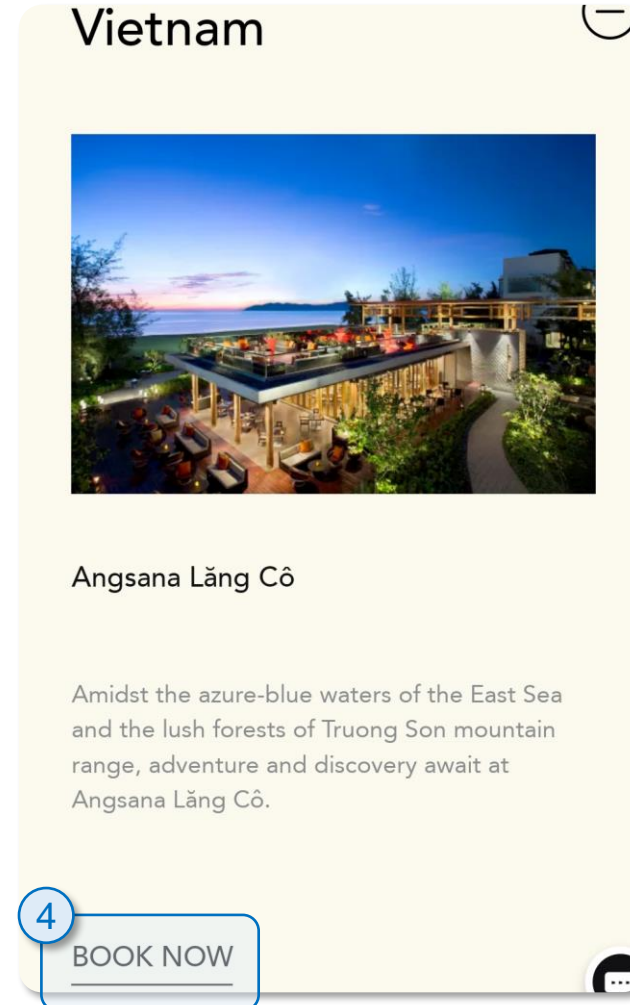 Vietnam
Angsana Lăng Cô
Amidst the azure-blue waters of the East Sea
and the lush forests of Truong Son mountain
range, adventure and discovery await at
Angsana Lăng Cô.
4
BOOK NOW